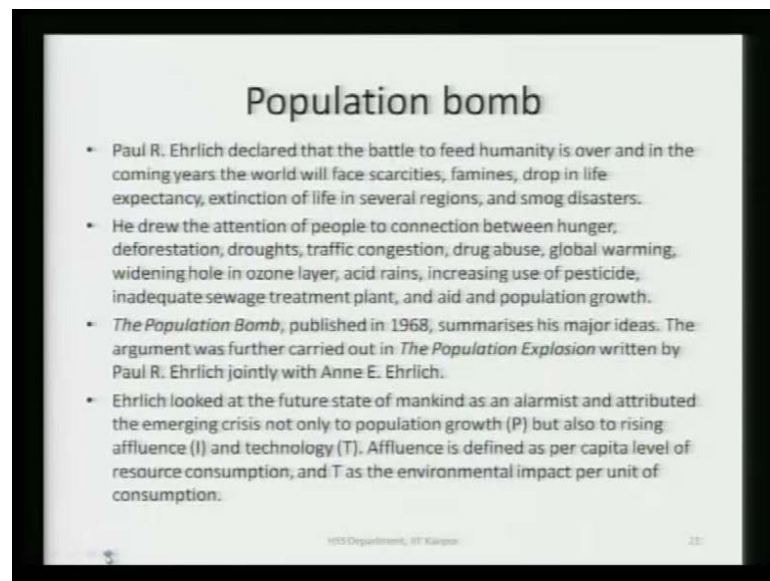 Population bomb
• Paul R. Ehrlich declared that the battle to feed humanity is over and in the
coming years the world will face scarcities, famines, drop in life
expectancy, extinction of life in several regions, and smog disasters.
• He drew the attention of people to connection between hunger,
deforestation, droughts, traffic congestion, drug abuse, global warming,
widening hole in ozone layer, acid rains, increasing use of pesticide,
inadequate sewage treatment plant, and aid and population growth.
• The Population Bomb, published in 1968, summarises his major ideas. The
argument was further carried out in The Population Explosion written by
Paul R. Ehrlich jointly with Anne E. Ehrlich.
• Ehrlich looked at the future state of mankind as an alarmist and attributed
the emerging crisis not only to population growth (P) but also to rising
affluence (I) and technology (T). Affluence is defined as per capita level of
resource consumption, and T as the environmental impact per unit of
consumption.
HSS Department, IIT Kanpur